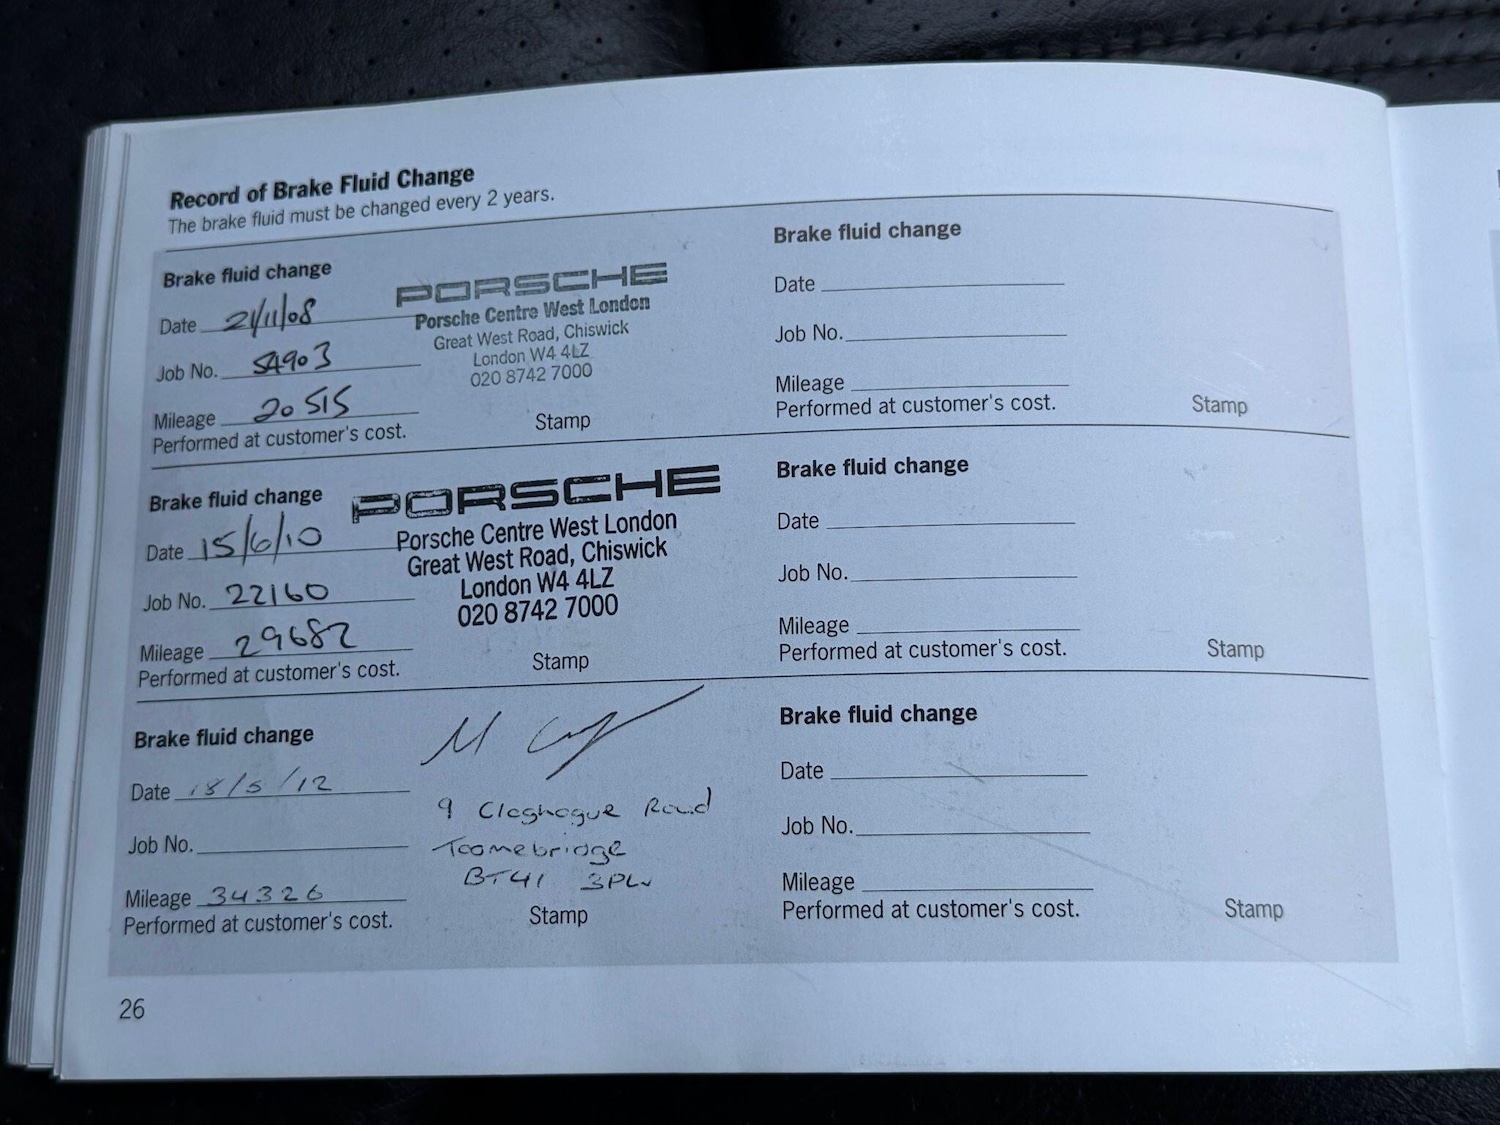 Record of Brake Fluid Change
The brake fluid must be changed every 2 years.
Brake fluid change
Date 21/11/08
Job No. 54903
Mileage 20 515
Performed at customer's cost.
PORSCHE
Porsche Centre West London
Great West Road, Chiswick
London W4 4LZ
020 8742 7000
Stamp
Brake fluid change
Date 15/6/10
Job No. 22160
Mileage 29682
Performed at customer's cost.
PORSCHE
Porsche Centre West London
Great West Road, Chiswick
London W4 4LZ
020 8742 7000
Stamp
Brake fluid change
Date 18/5/12
Job No.
Mileage 34326
Performed at customer's cost.
M
9 Cloghogue Road
Toomebridge
BT41 3PW
Stamp
Brake fluid change
Date
Job No.
Mileage
Performed at customer's cost.
Stamp
Brake fluid change
Date
Job No.
Mileage
Performed at customer's cost.
Stamp
Brake fluid change
Date
Job No.
Mileage
Performed at customer's cost.
Stamp
26